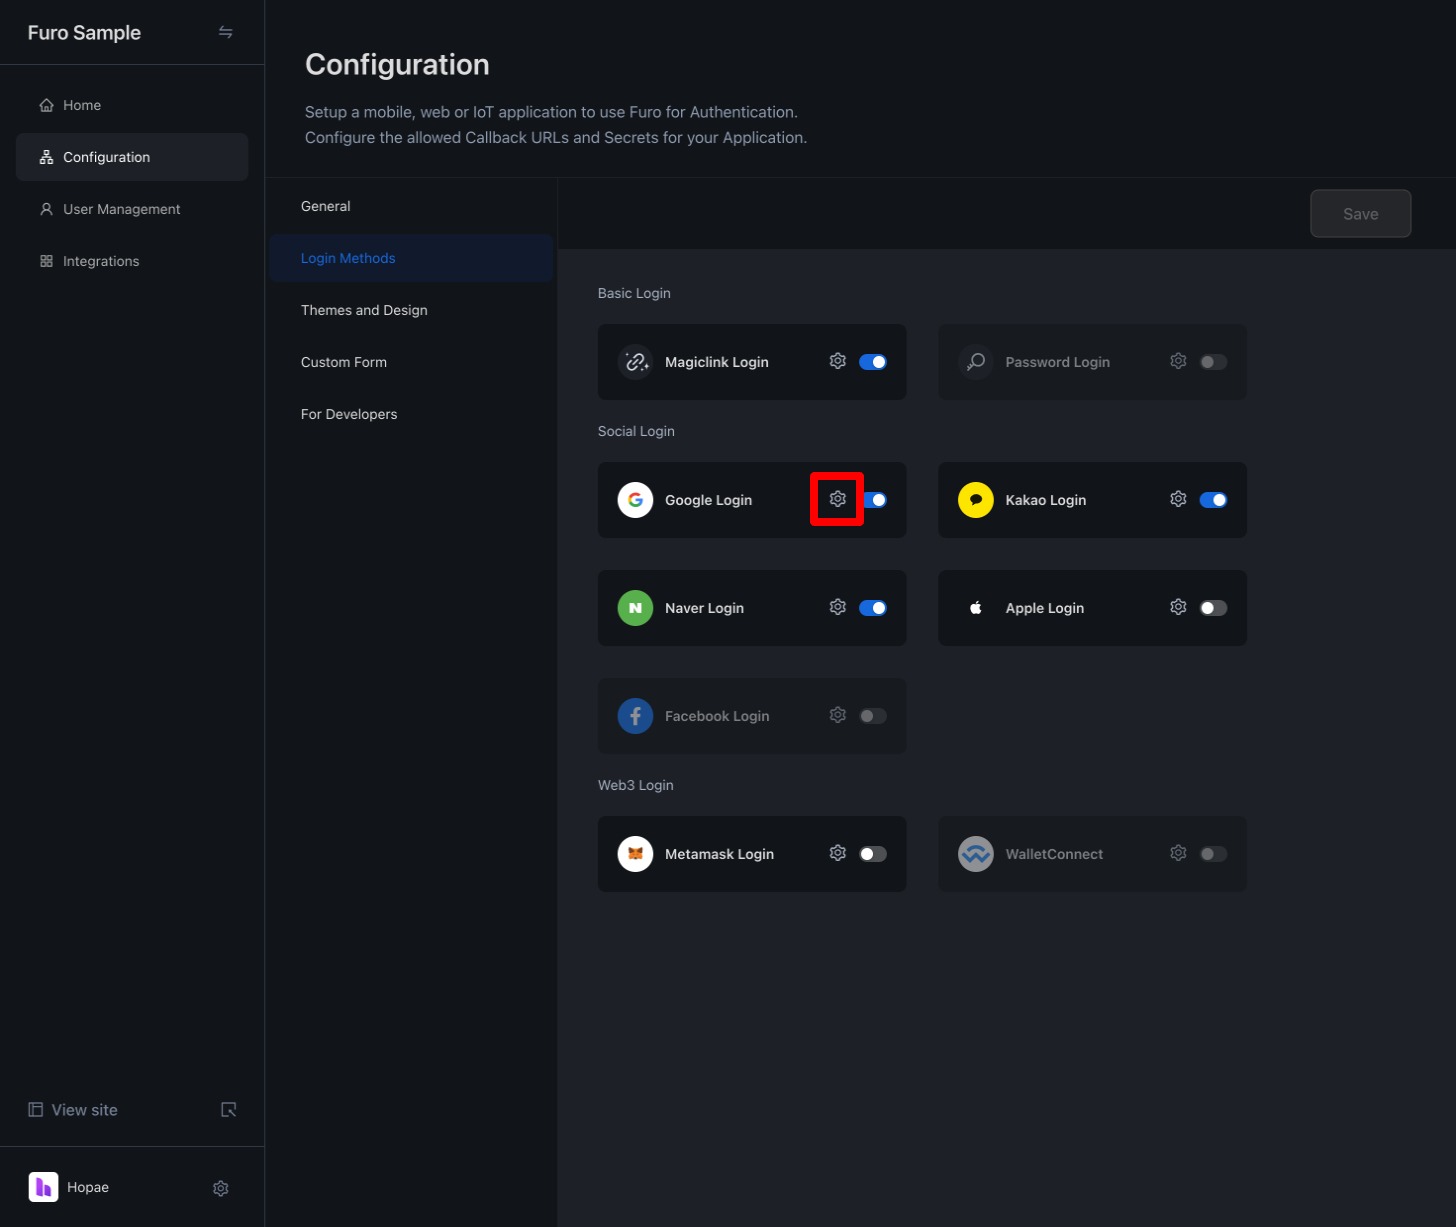 Furo Sample
Home
Configuration
User Management
Integrations
View site
Hopae
Configuration
Setup a mobile, web or IoT application to use Furo for Authentication.
Configure the allowed Callback URLs and Secrets for your Application.
General
Login Methods
Themes and Design
Custom Form
For Developers
Save
Basic Login
Magiclink Login
Password Login
Social Login
Google Login
Kakao Login
Naver Login
Apple Login
Facebook Login
Web3 Login
Metamask Login
WalletConnect